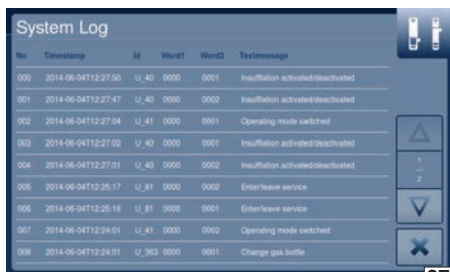 System Log
No Timestamp Id Word1 Word2 Textmessage
000 2014-06-04T12:27:50 U_40 0000 0001 Insufflation activated/deactivated
001 2014-06-04T12:27:47 U_40 0000 0002 Insufflation activated/deactivated
002 2014-06-04T12:27:04 U_41 0000 0001 Operating mode switched
003 2014-06-04T12:27:02 U_40 0000 0001 Insufflation activated/deactivated
004 2014-06-04T12:27:01 U_40 0000 0002 Insufflation activated/deactivated
005 2014-06-04T12:25:17 U_81 0000 0002 Enter/leave service
006 2014-06-04T12:25:16 U_81 0000 0001 Enter/leave service
007 2014-06-04T12:24:01 U_41 0000 0002 Operating mode switched
008 2014-06-04T12:24:01 U_363 0000 0001 Change gas bottle
1
2